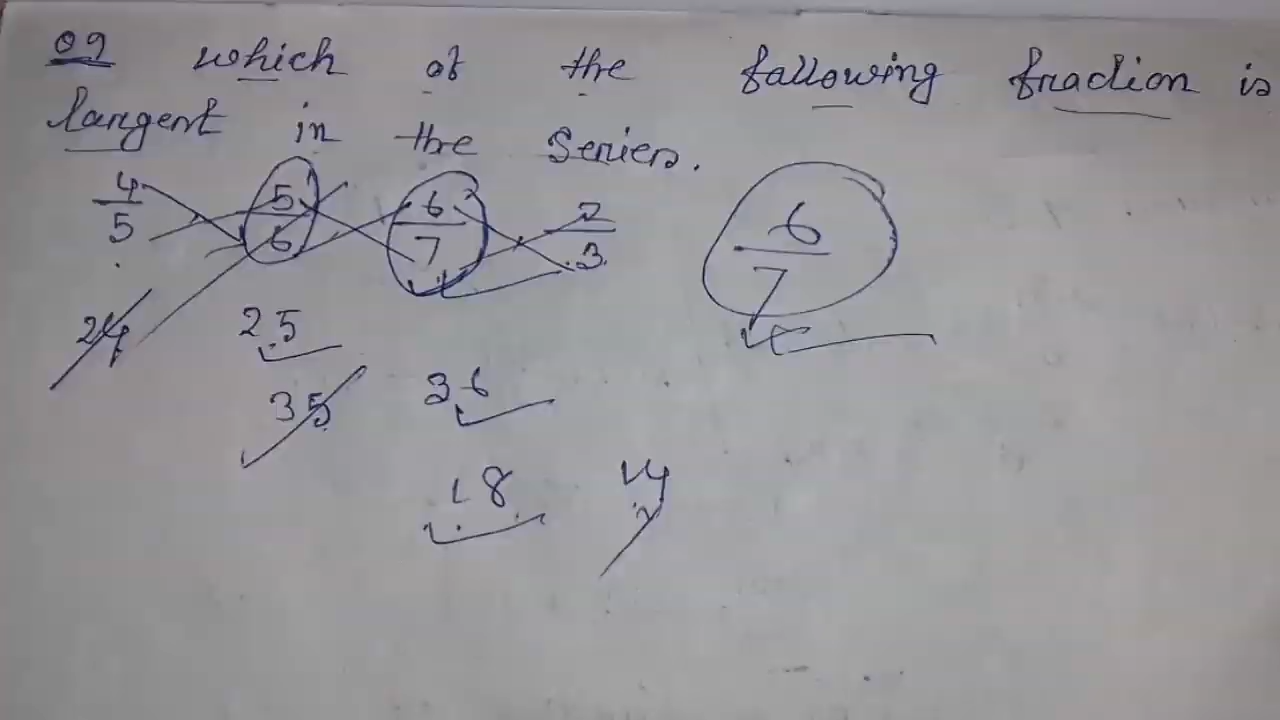 Q2 which of the following fraction is
largest in the series.
4/5 5/6 6/7 2/3 6/7
24 25
35 36
18 14